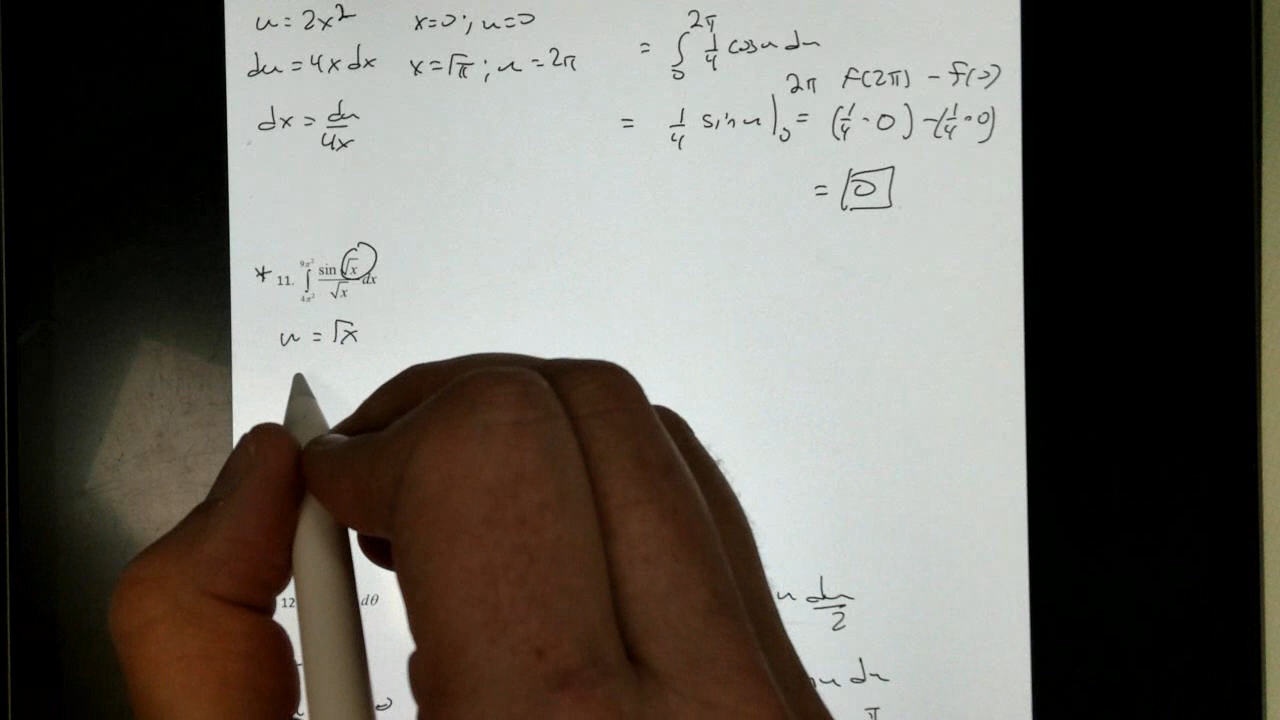 u = 2x² x=0; u=0
du = 4x dx x=√π; u = 2π
dx = du/4x
= ∫₀^2π 1/4 cos u du
2π F(2π) - F(0)
= 1/4 sin u |₀ = (1/4 · 0) - (1/4 · 0)
= 0
* 11. ∫_{4π²}^{9π²} sin √x / √x dx
u = √x
12 dθ
u du/2
u du
π